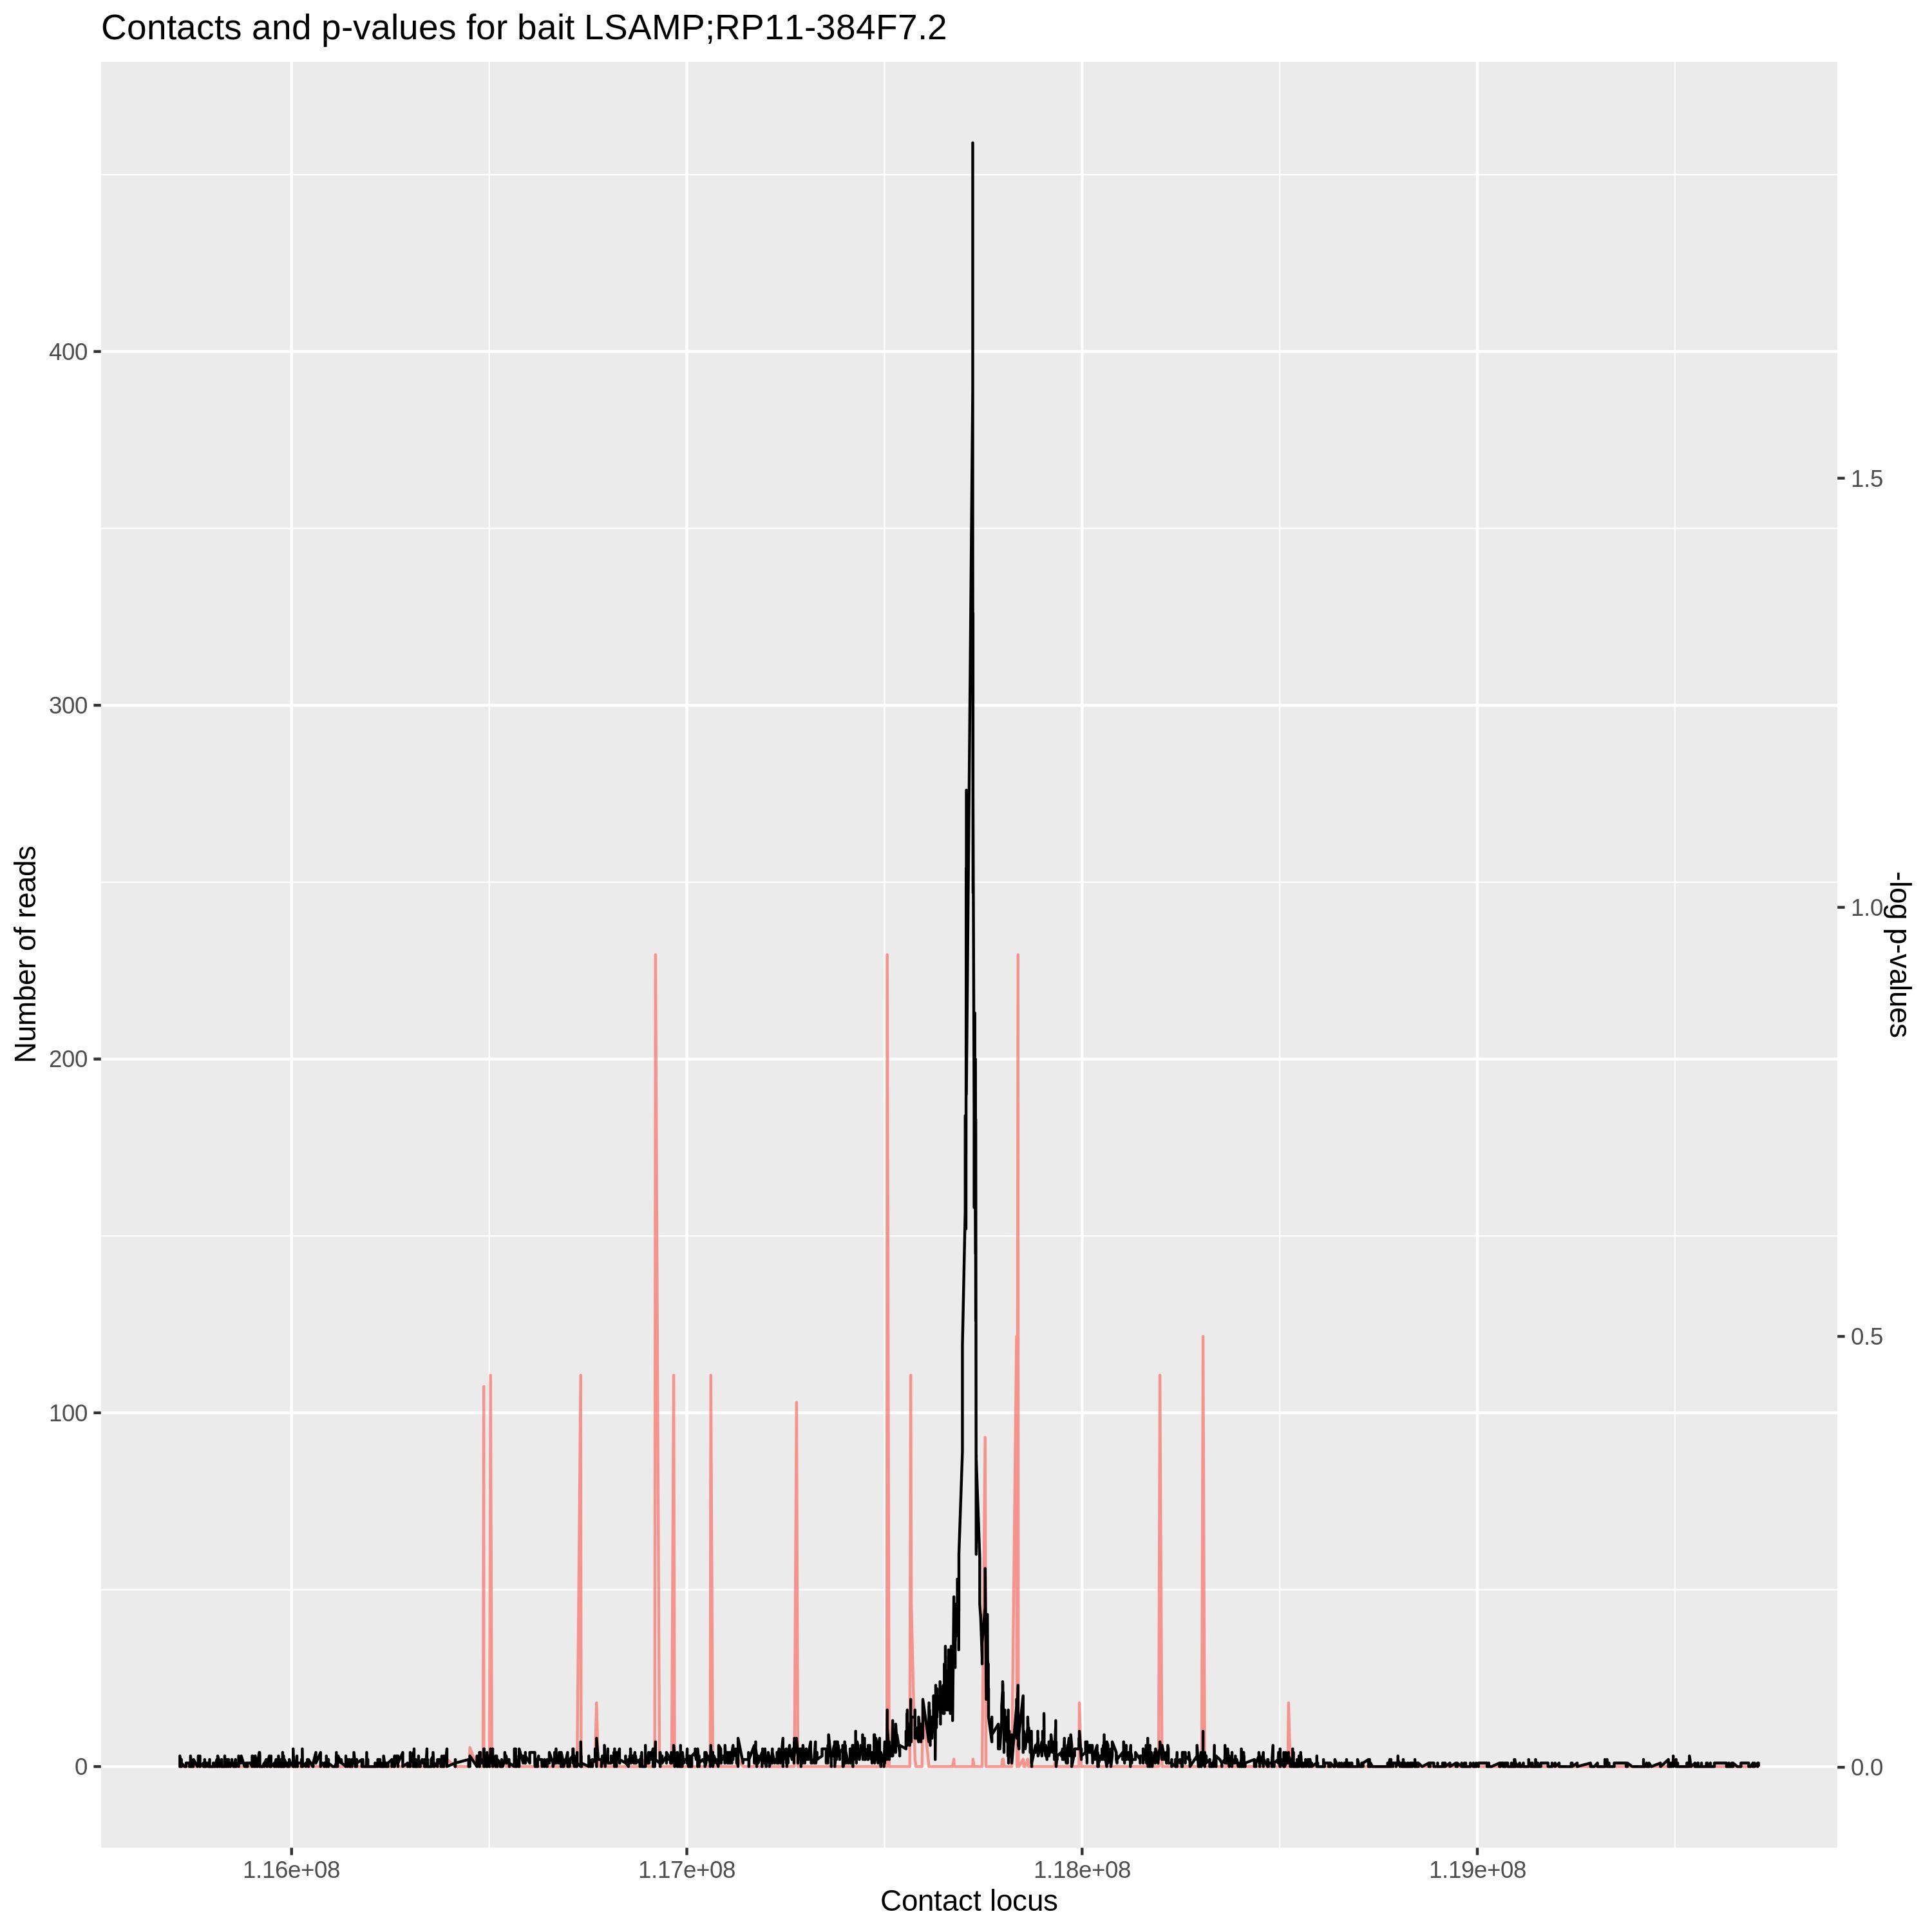 Contacts and p-values for bait LSAMP;RP11-384F7.2
Number of reads
400
300
200
100
0
1.5
1.0
0.5
0.0
-log p-values
1.16e+08
1.17e+08
1.18e+08
1.19e+08
Contact locus